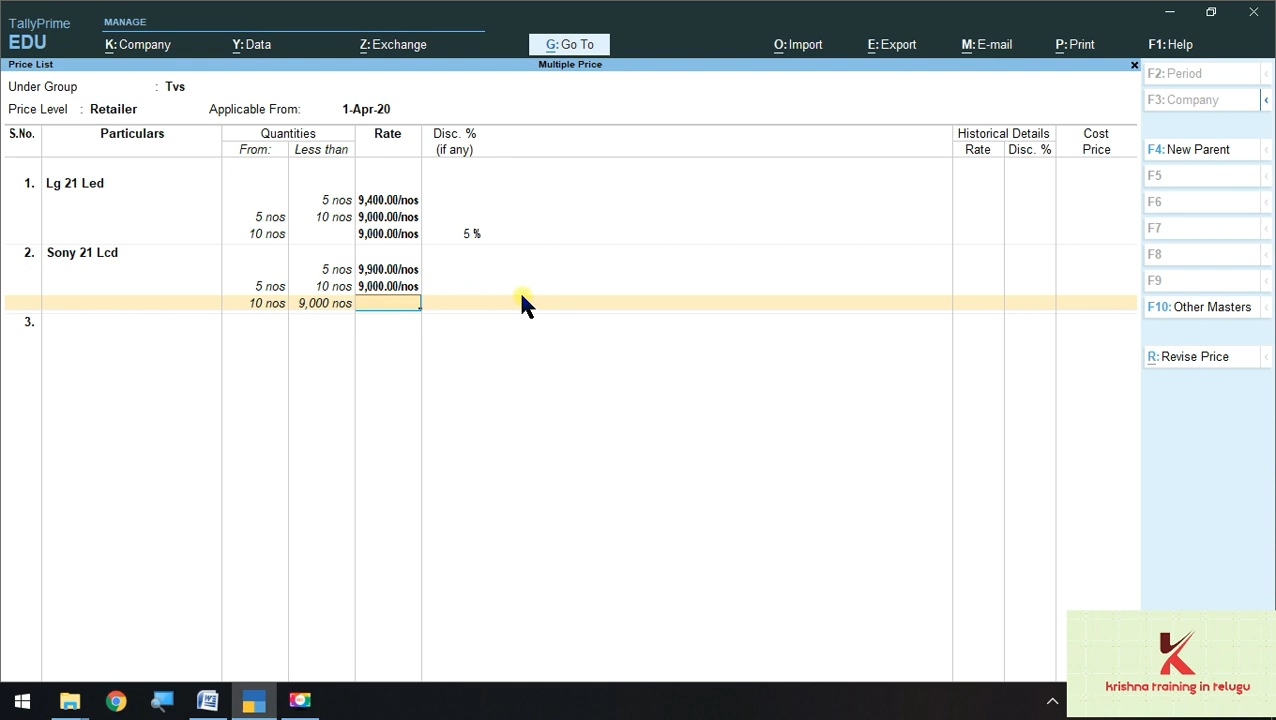 TallyPrime
EDU
MANAGE
K: Company
Y: Data
Z: Exchange
G: Go To
O: Import
E: Export
M: E-mail
P: Print
F1: Help
Price List
Multiple Price
×
Under Group : Tvs
Price Level : Retailer
Applicable From: 1-Apr-20
S.No. Particulars Quantities Rate Disc. % Historical Details Cost
From: Less than (if any) Rate Disc. % Price
1. Lg 21 Led
5 nos 9,400.00/nos
5 nos 10 nos 9,000.00/nos
10 nos 9,000.00/nos 5 %
2. Sony 21 Lcd
5 nos 9,900.00/nos
5 nos 10 nos 9,000.00/nos
10 nos 9,000 nos
3.
F2: Period
F3: Company
F4: New Parent
F5
F6
F7
F8
F9
F10: Other Masters
R: Revise Price
krishna training in telugu